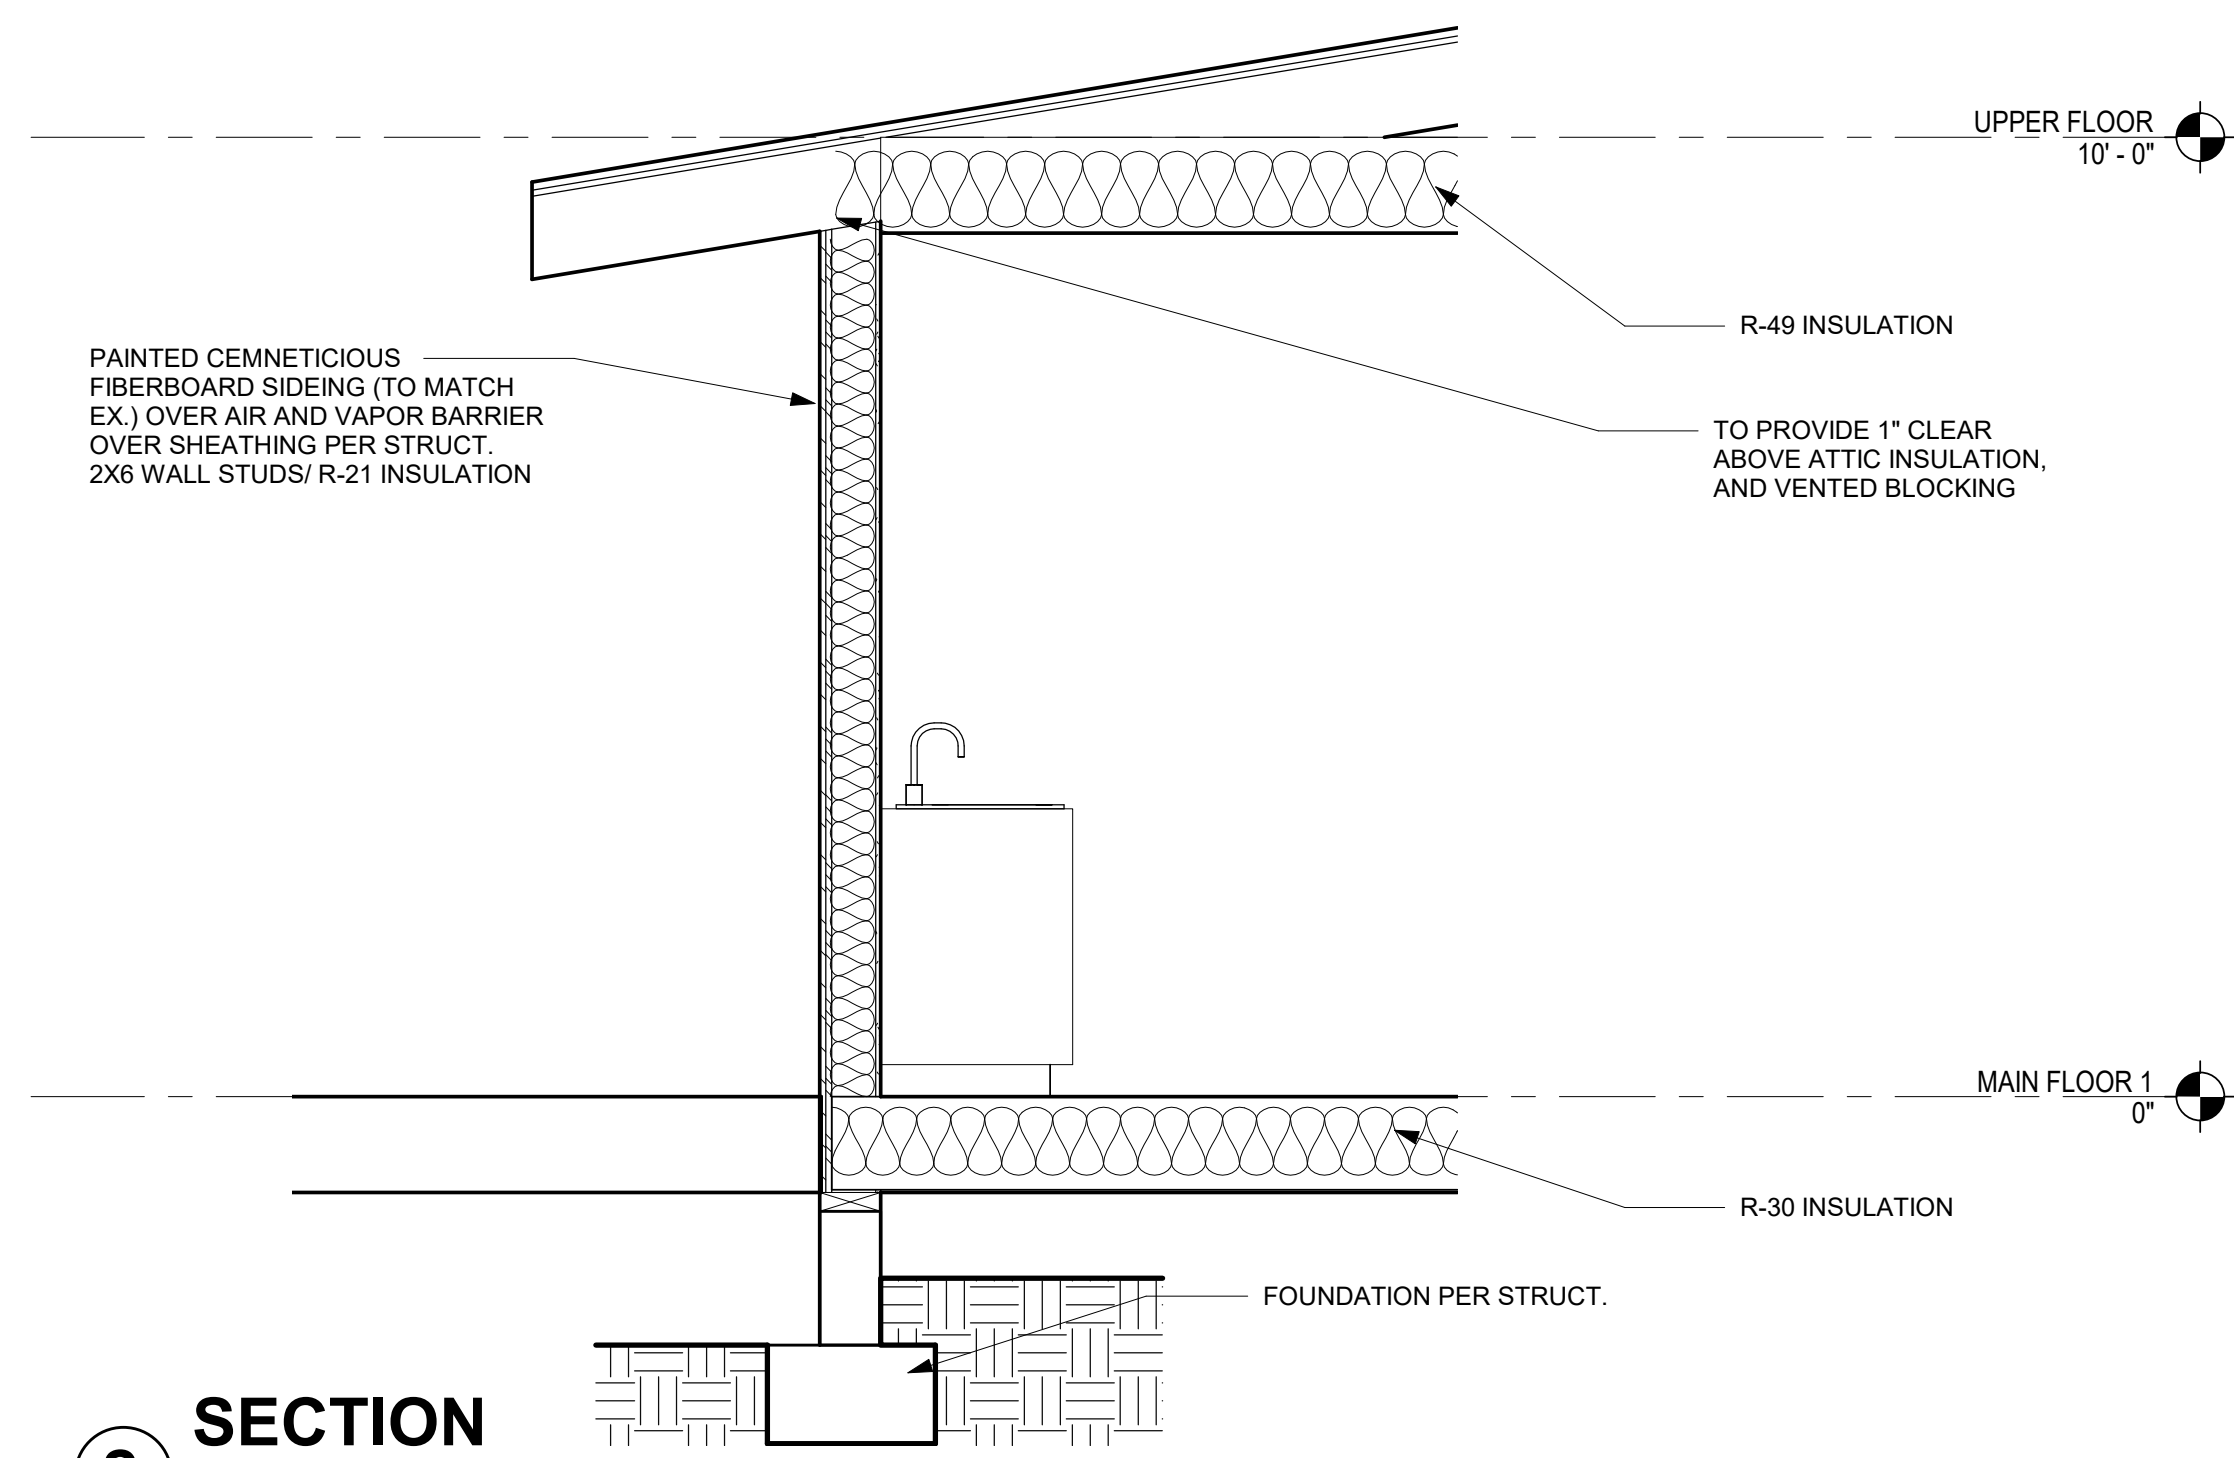 UPPER FLOOR
10' - 0"
R-49 INSULATION
PAINTED CEMNETICIOUS
FIBERBOARD SIDEING (TO MATCH
EX.) OVER AIR AND VAPOR BARRIER
OVER SHEATHING PER STRUCT.
2X6 WALL STUDS/ R-21 INSULATION
TO PROVIDE 1" CLEAR
ABOVE ATTIC INSULATION,
AND VENTED BLOCKING
MAIN FLOOR 1
0"
R-30 INSULATION
FOUNDATION PER STRUCT.
SECTION